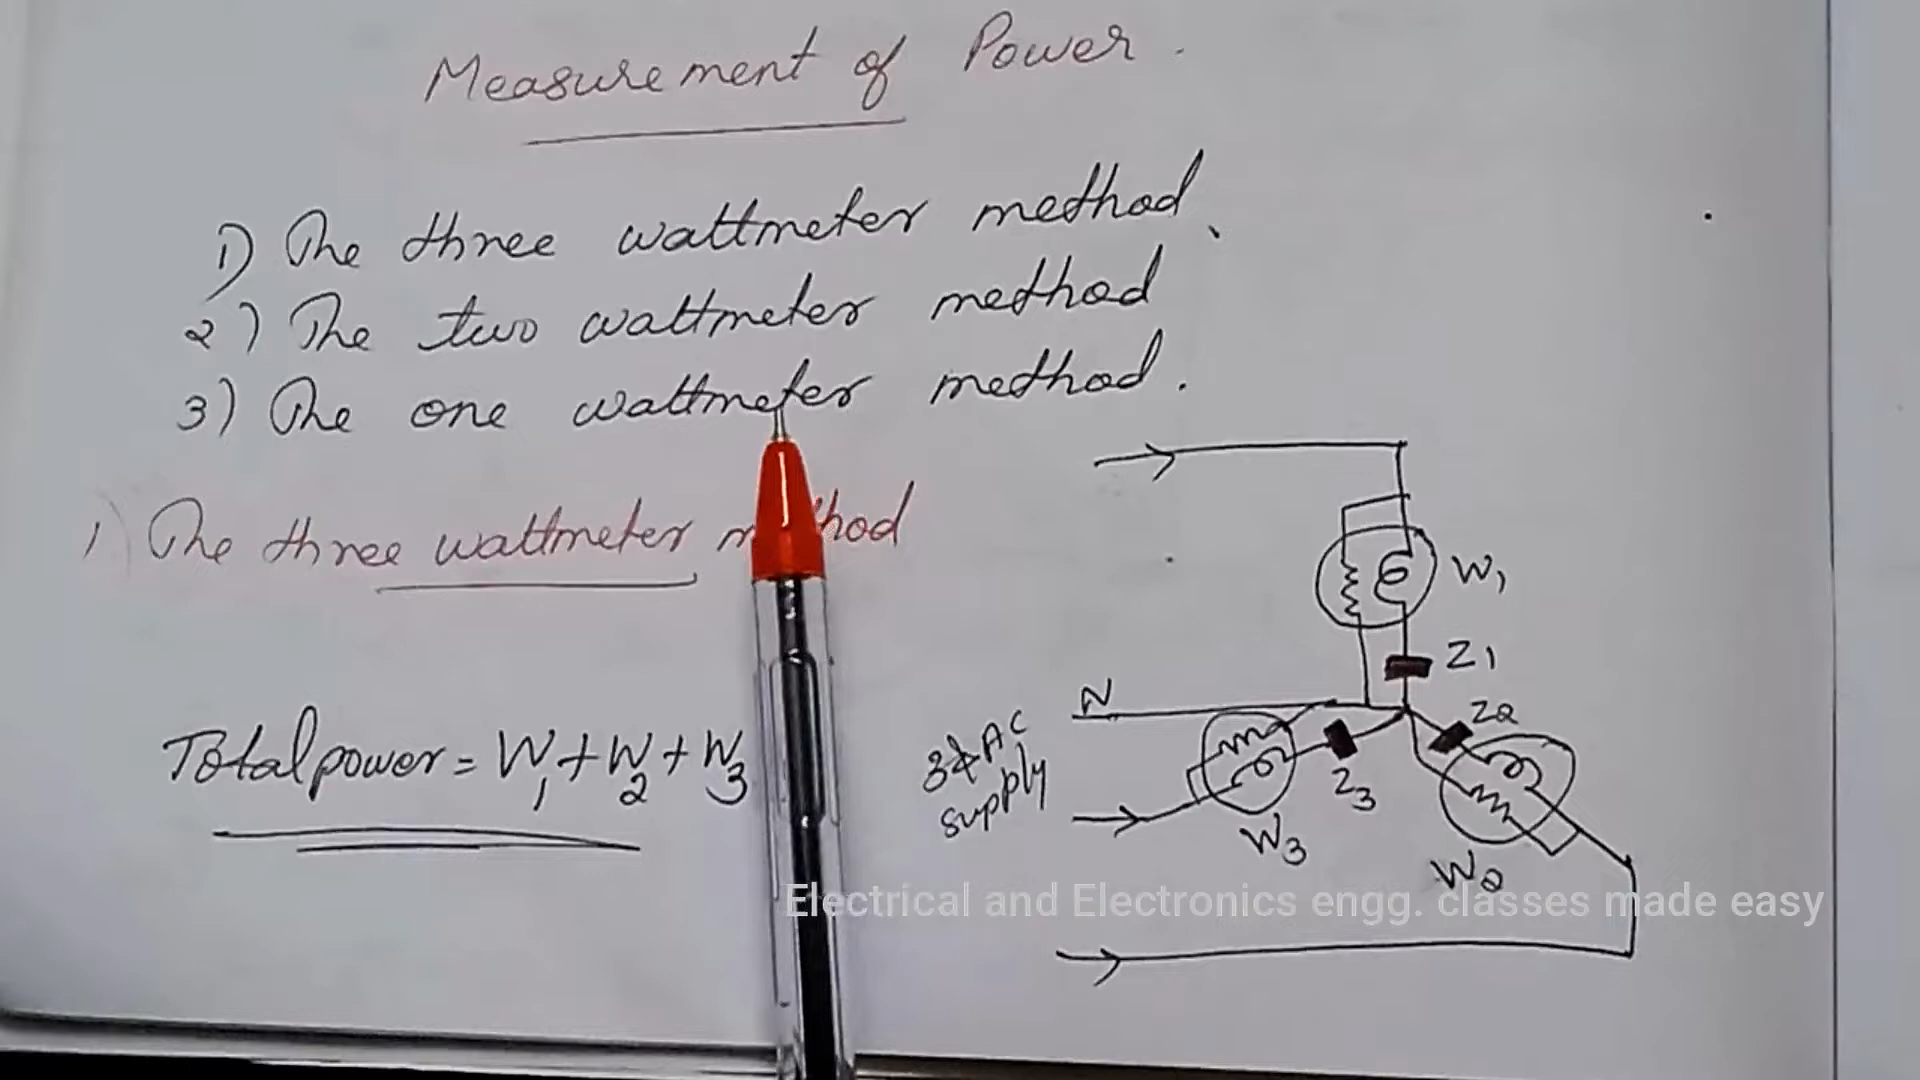 Measurement of Power.
1) The three wattmeter method.
2) The two wattmeter method
3) The one wattmeter method.
1) The three wattmeter method
W1
Z1
N
Z2
Total power = W1 + W2 + W3
3ϕ AC
supply
Z3
W3
W2
Electrical and Electronics engg. classes made easy